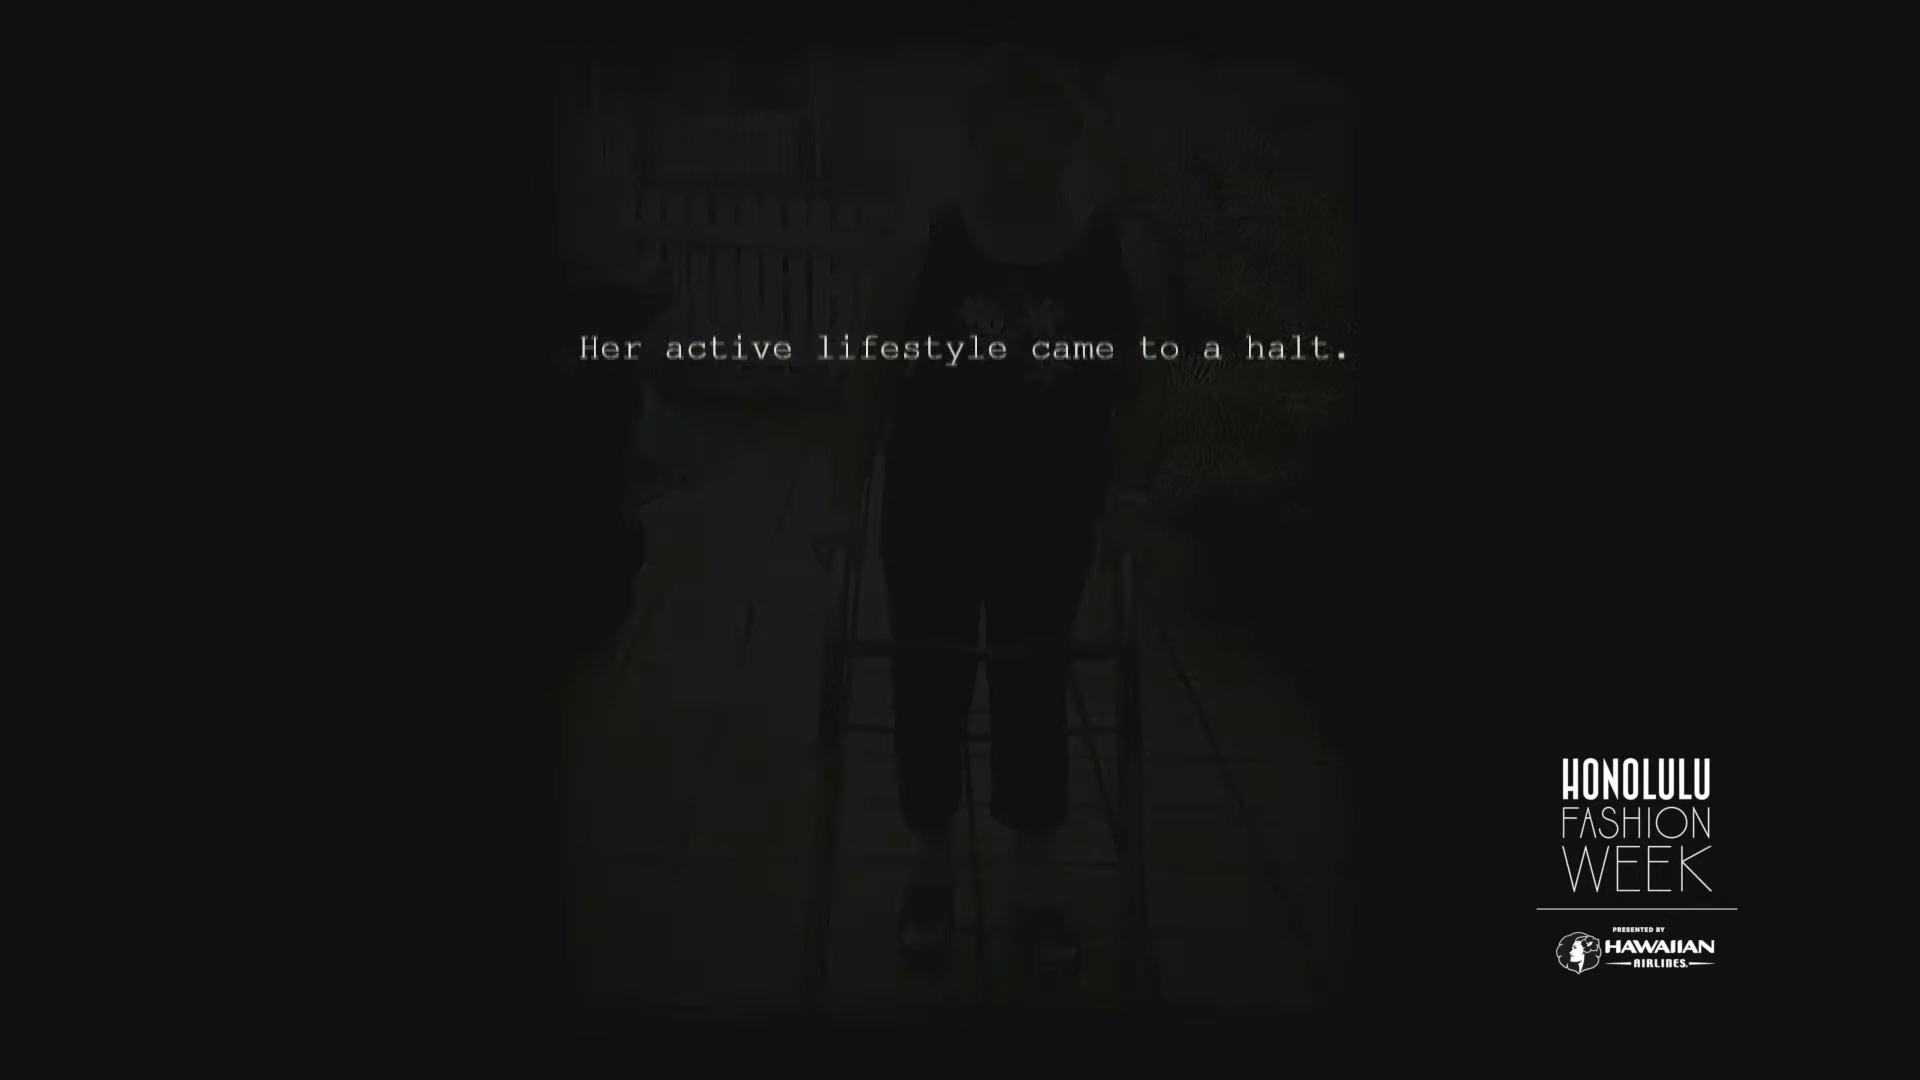 Her active lifestyle came to a halt.
HONOLULU
FASHION
WEEK
PRESENTED BY
HAWAIIAN
AIRLINES.